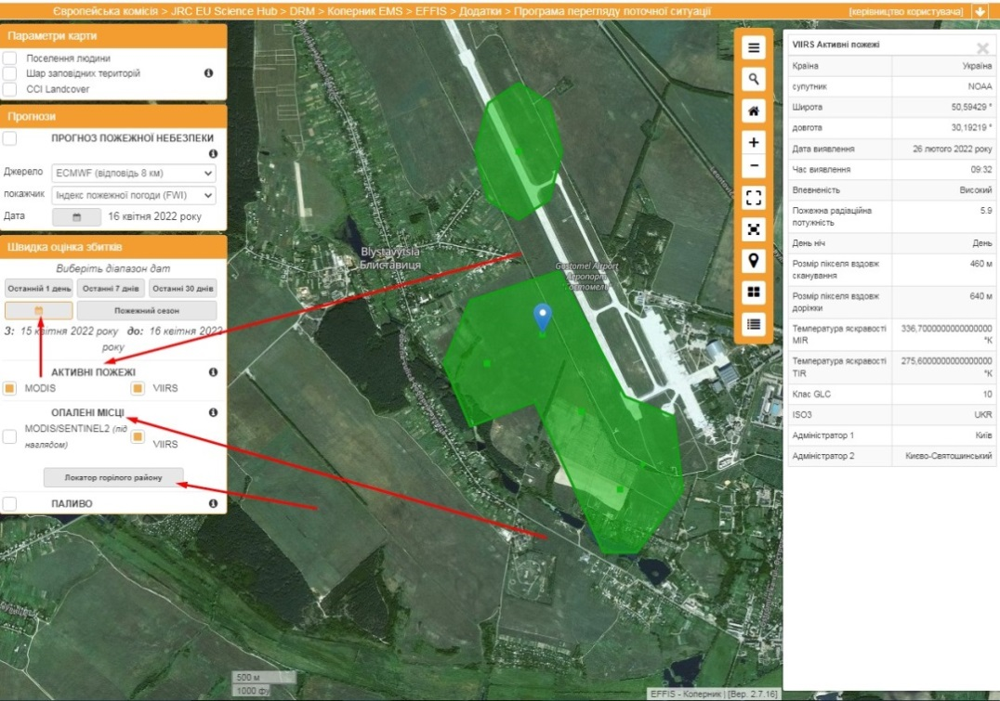 Європейська комісія > JRC EU Science Hub > DRM > Коперник EMS > EFFIS > Додатки > Програма перегляду поточної ситуації
[керівництво користувача]
Параметри карти
Поселення людини
Шар заповідних територій
CCI Landcover
Прогнози
ПРОГНОЗ ПОЖЕЖНОЇ НЕБЕЗПЕКИ
Джерело ECMWF (відповідь 8 км)
покажчик Індекс пожежної погоди (FWI)
Дата 16 квітня 2022 року
Швидка оцінка збитків
Виберіть діапазон дат
Останній 1 день Останні 7 днів Останні 30 днів
Пожежний сезон
З: 15 квітня 2022 року до: 16 квітня 2022
року
АКТИВНІ ПОЖЕЖІ
MODIS VIIRS
ОПАЛЕНІ МІСЦІ
MODIS/SENTINEL2 (під
наглядом) VIIRS
Локатор горілого району
ПАЛИВО
Blystavytsia
Блиставиця
Gostomel Airport
Аеропорт
Гостомель
500 м
1000 фу
EFFIS - Коперник | [Вер. 2.7.16]
VIIRS Активні пожежі
Країна Україна
супутник NOAA
Широта 50,59429 °
довгота 30,19219 °
Дата виявлення 26 лютого 2022 року
Час виявлення 09:32
Впевненість Високий
Пожежна радіаційна
потужність 5.9
День ніч День
Розмір пікселя вздовж
сканування 460 м
Розмір пікселя вздовж
доріжки 640 м
Температура яскравості
MIR 336,7000000000000000
°К
Температура яскравості
TIR 275,6000000000000000
°К
Клас GLC 10
ISO3 UKR
Адміністратор 1 Київ
Адміністратор 2 Києво-Святошинський